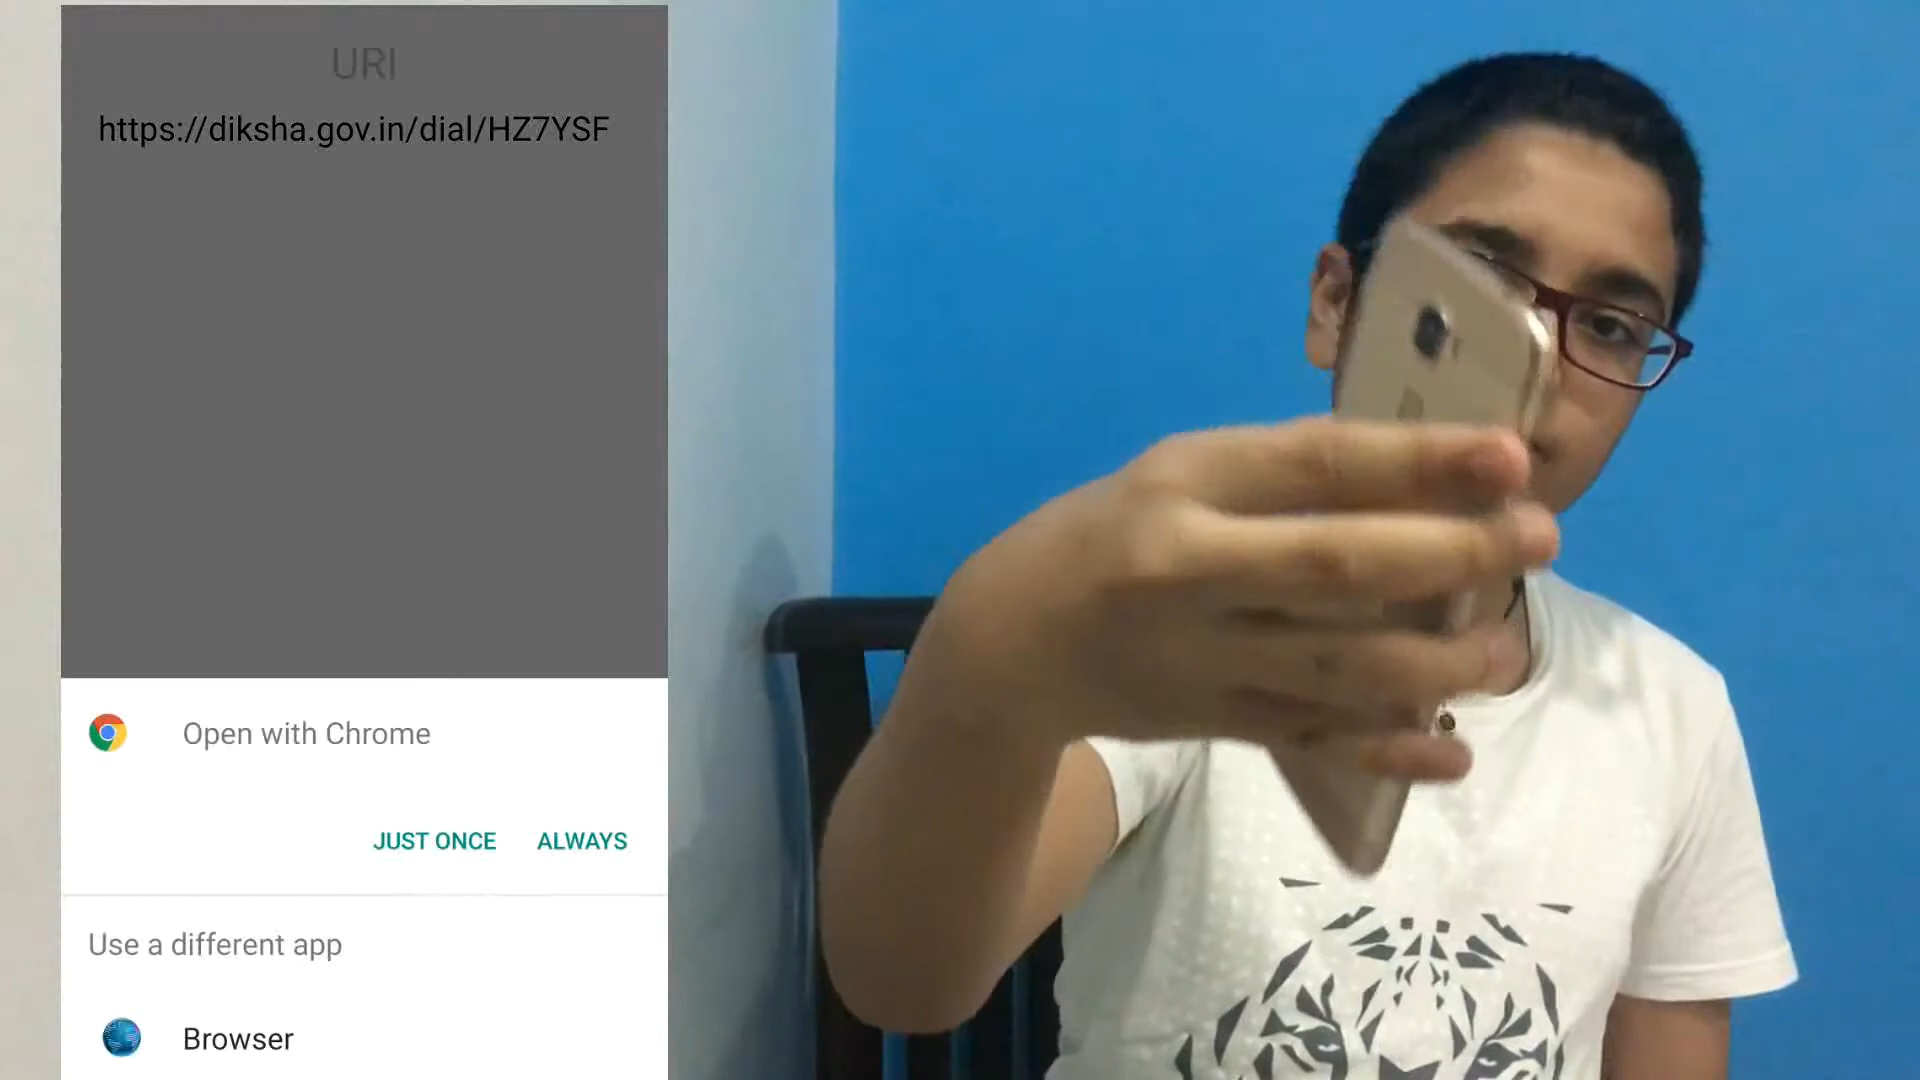 URI
https://diksha.gov.in/dial/HZ7YSF
Open with Chrome
JUST ONCE
ALWAYS
Use a different app
Browser